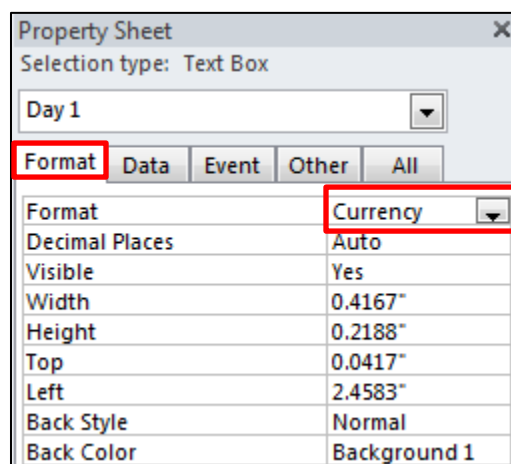 Property Sheet
Selection type: Text Box
Day 1
Format Data Event Other All
Format Currency
Decimal Places Auto
Visible Yes
Width 0.4167"
Height 0.2188"
Top 0.0417"
Left 2.4583"
Back Style Normal
Back Color Background 1